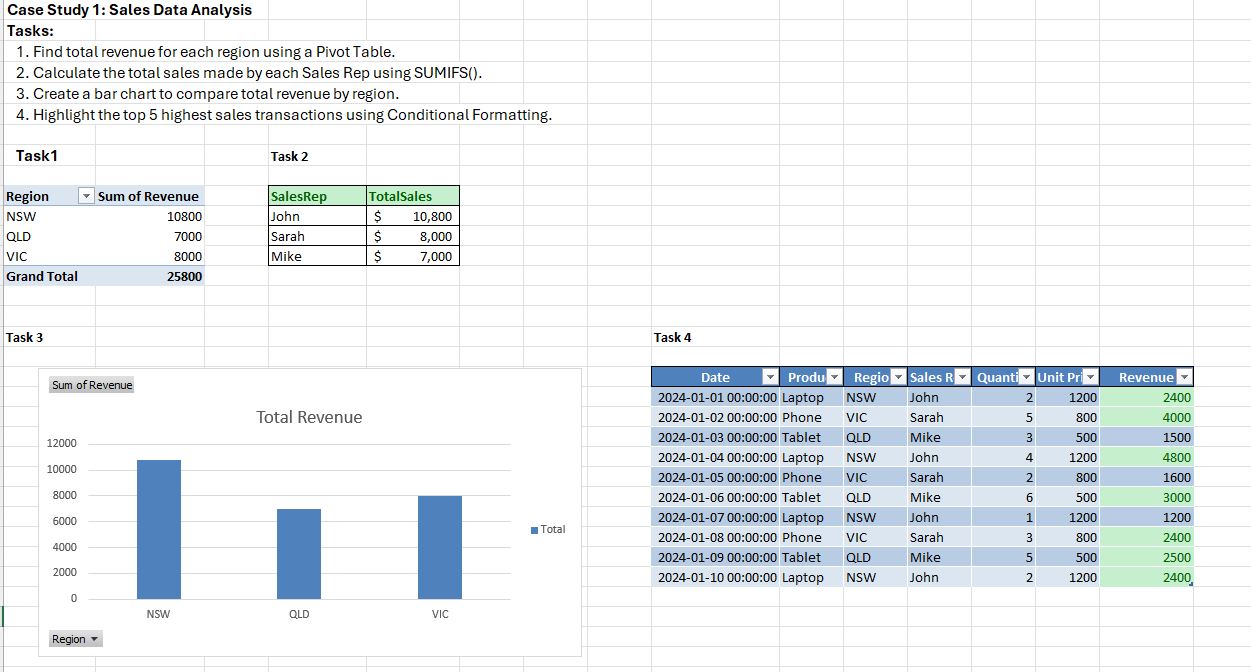 Case Study 1: Sales Data Analysis
Tasks:
1. Find total revenue for each region using a Pivot Table.
2. Calculate the total sales made by each Sales Rep using SUMIFS().
3. Create a bar chart to compare total revenue by region.
4. Highlight the top 5 highest sales transactions using Conditional Formatting.
Task1
Region Sum of Revenue
NSW 10800
QLD 7000
VIC 8000
Grand Total 25800
Task 2
SalesRep TotalSales
John $ 10,800
Sarah $ 8,000
Mike $ 7,000
Task 3
Sum of Revenue
Total Revenue
12000
10000
8000
6000
4000
2000
0
NSW QLD VIC
Total
Region
Task 4
Date Produ Regio Sales R Quanti Unit Pri Revenue
2024-01-01 00:00:00 Laptop NSW John 2 1200 2400
2024-01-02 00:00:00 Phone VIC Sarah 5 800 4000
2024-01-03 00:00:00 Tablet QLD Mike 3 500 1500
2024-01-04 00:00:00 Laptop NSW John 4 1200 4800
2024-01-05 00:00:00 Phone VIC Sarah 2 800 1600
2024-01-06 00:00:00 Tablet QLD Mike 6 500 3000
2024-01-07 00:00:00 Laptop NSW John 1 1200 1200
2024-01-08 00:00:00 Phone VIC Sarah 3 800 2400
2024-01-09 00:00:00 Tablet QLD Mike 5 500 2500
2024-01-10 00:00:00 Laptop NSW John 2 1200 2400